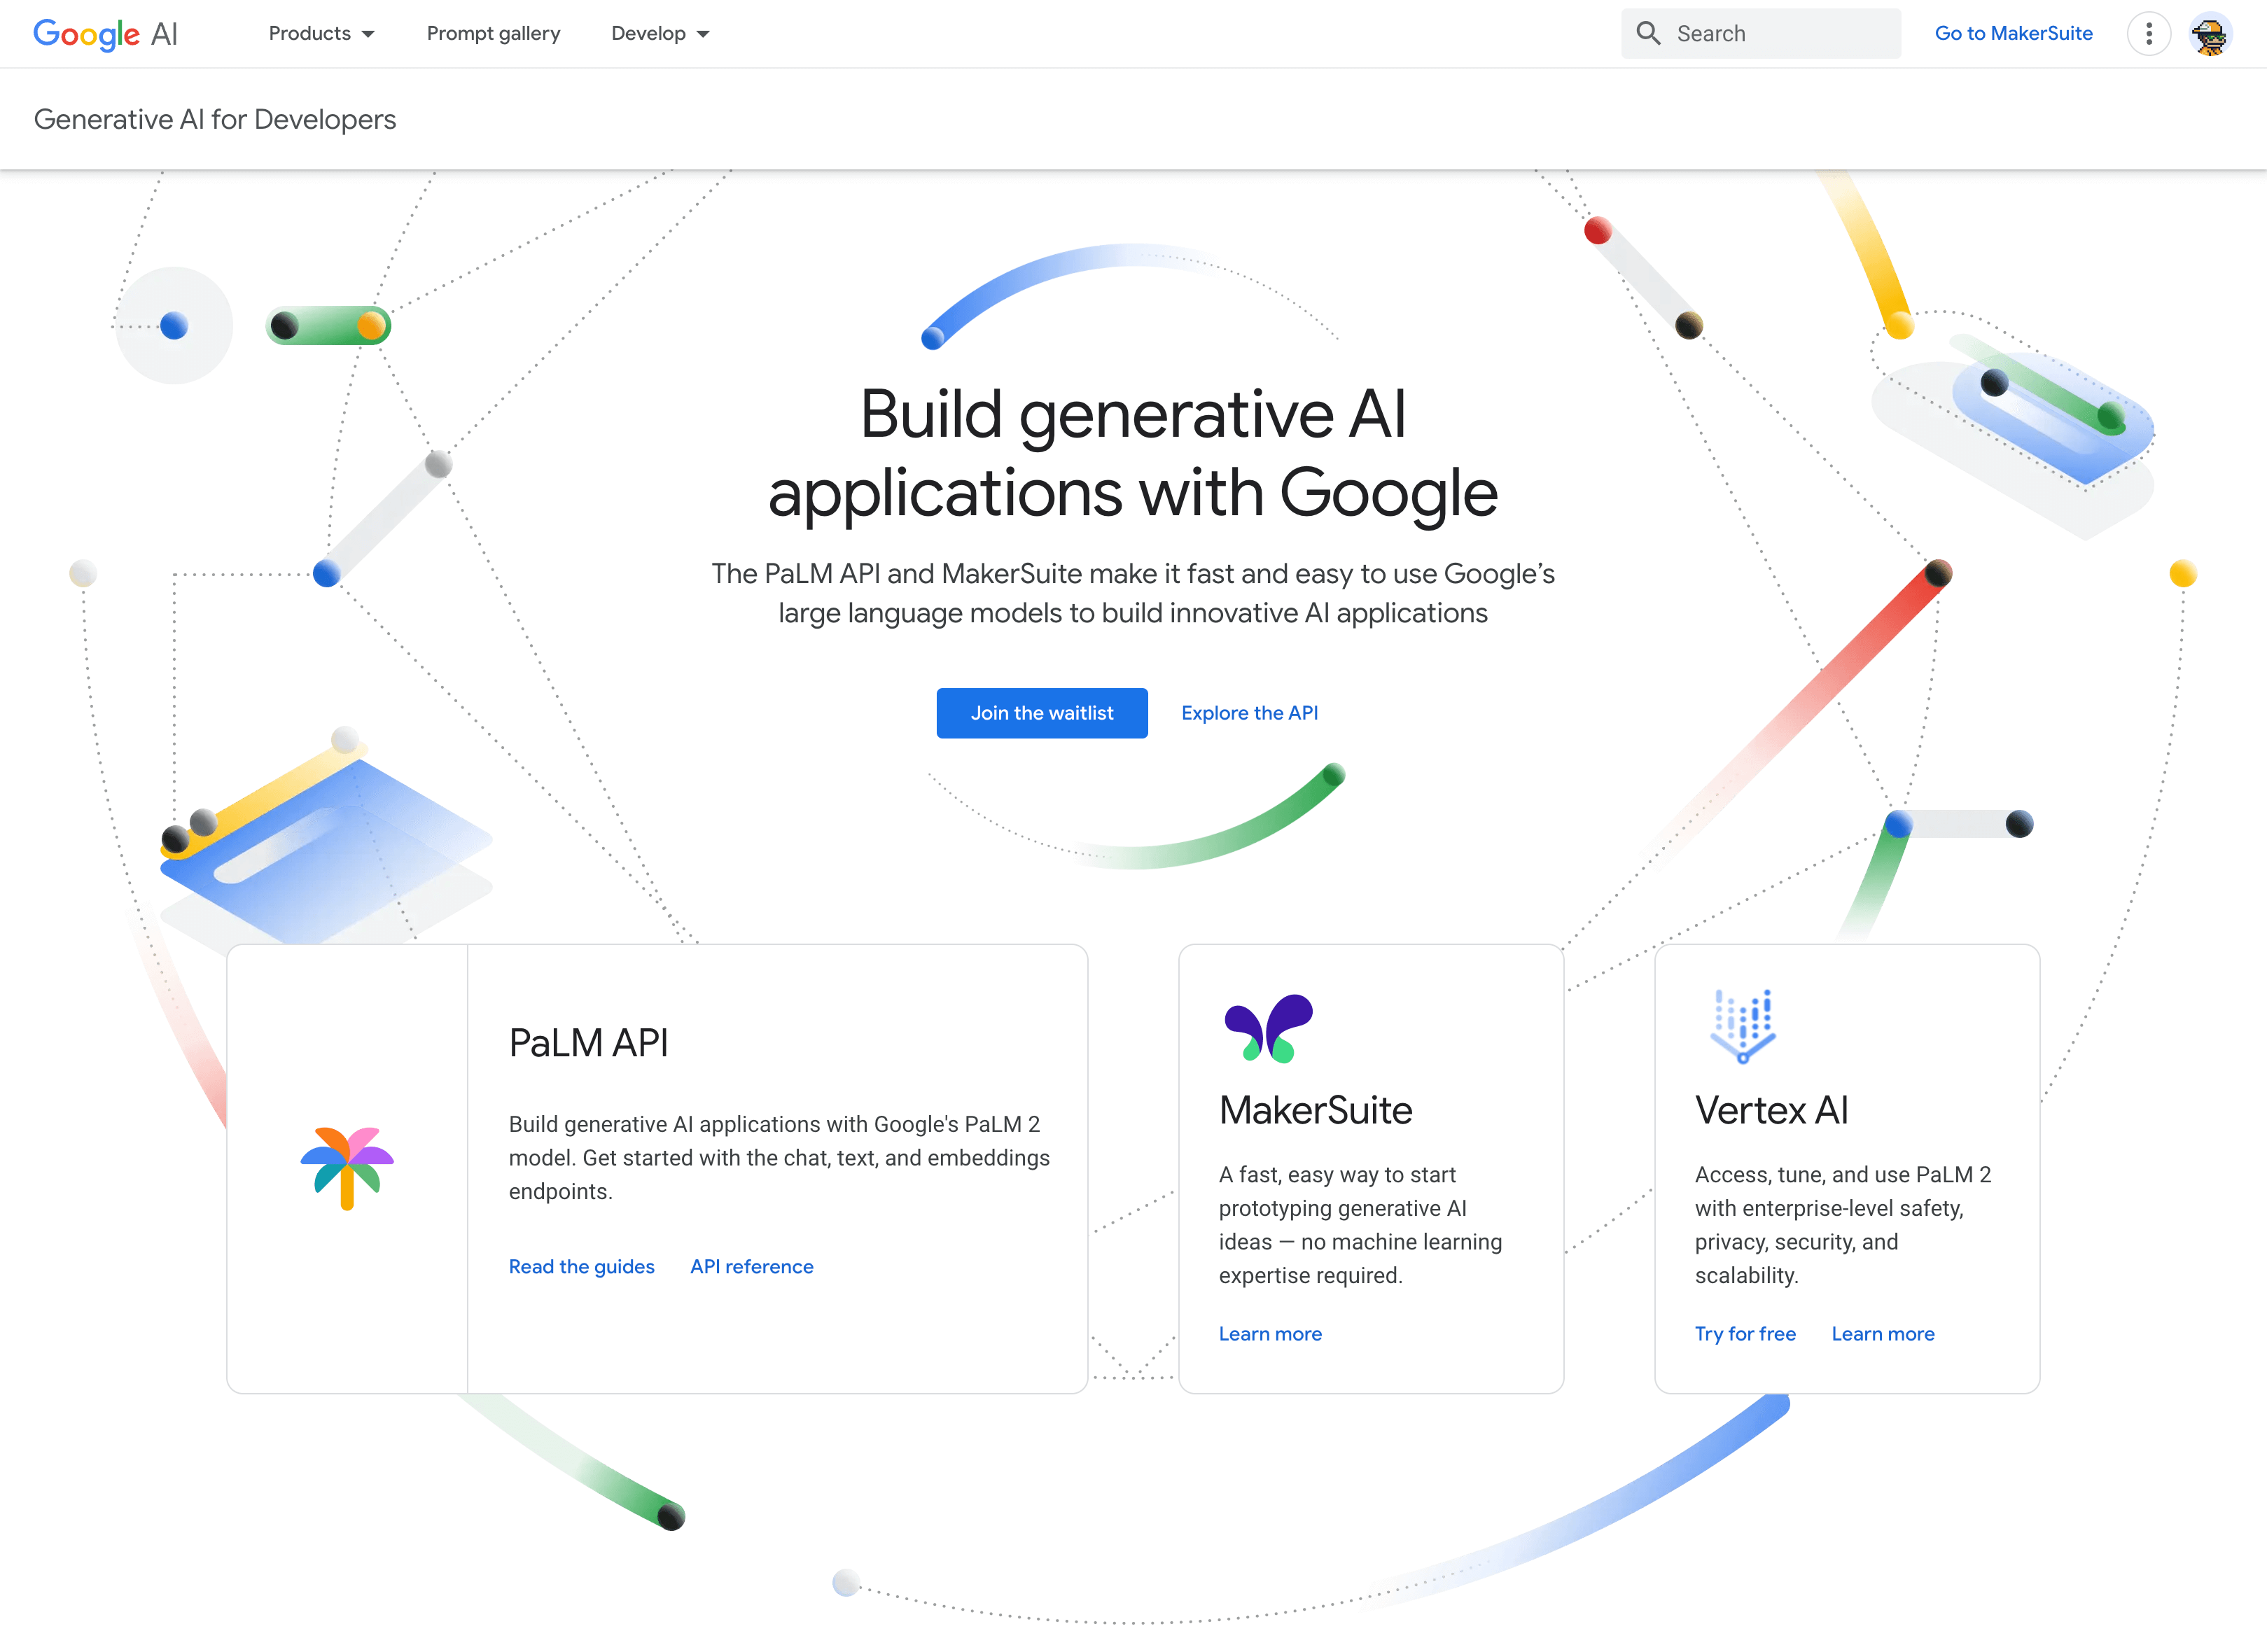 Google AI
Products
Prompt gallery
Develop
Search
Go to MakerSuite
Generative AI for Developers
Build generative AI
applications with Google
The PaLM API and MakerSuite make it fast and easy to use Google’s
large language models to build innovative AI applications
Join the waitlist
Explore the API
PaLM API
Build generative AI applications with Google's PaLM 2
model. Get started with the chat, text, and embeddings
endpoints.
Read the guides
API reference
MakerSuite
A fast, easy way to start
prototyping generative AI
ideas — no machine learning
expertise required.
Learn more
Vertex AI
Access, tune, and use PaLM 2
with enterprise-level safety,
privacy, security, and
scalability.
Try for free
Learn more